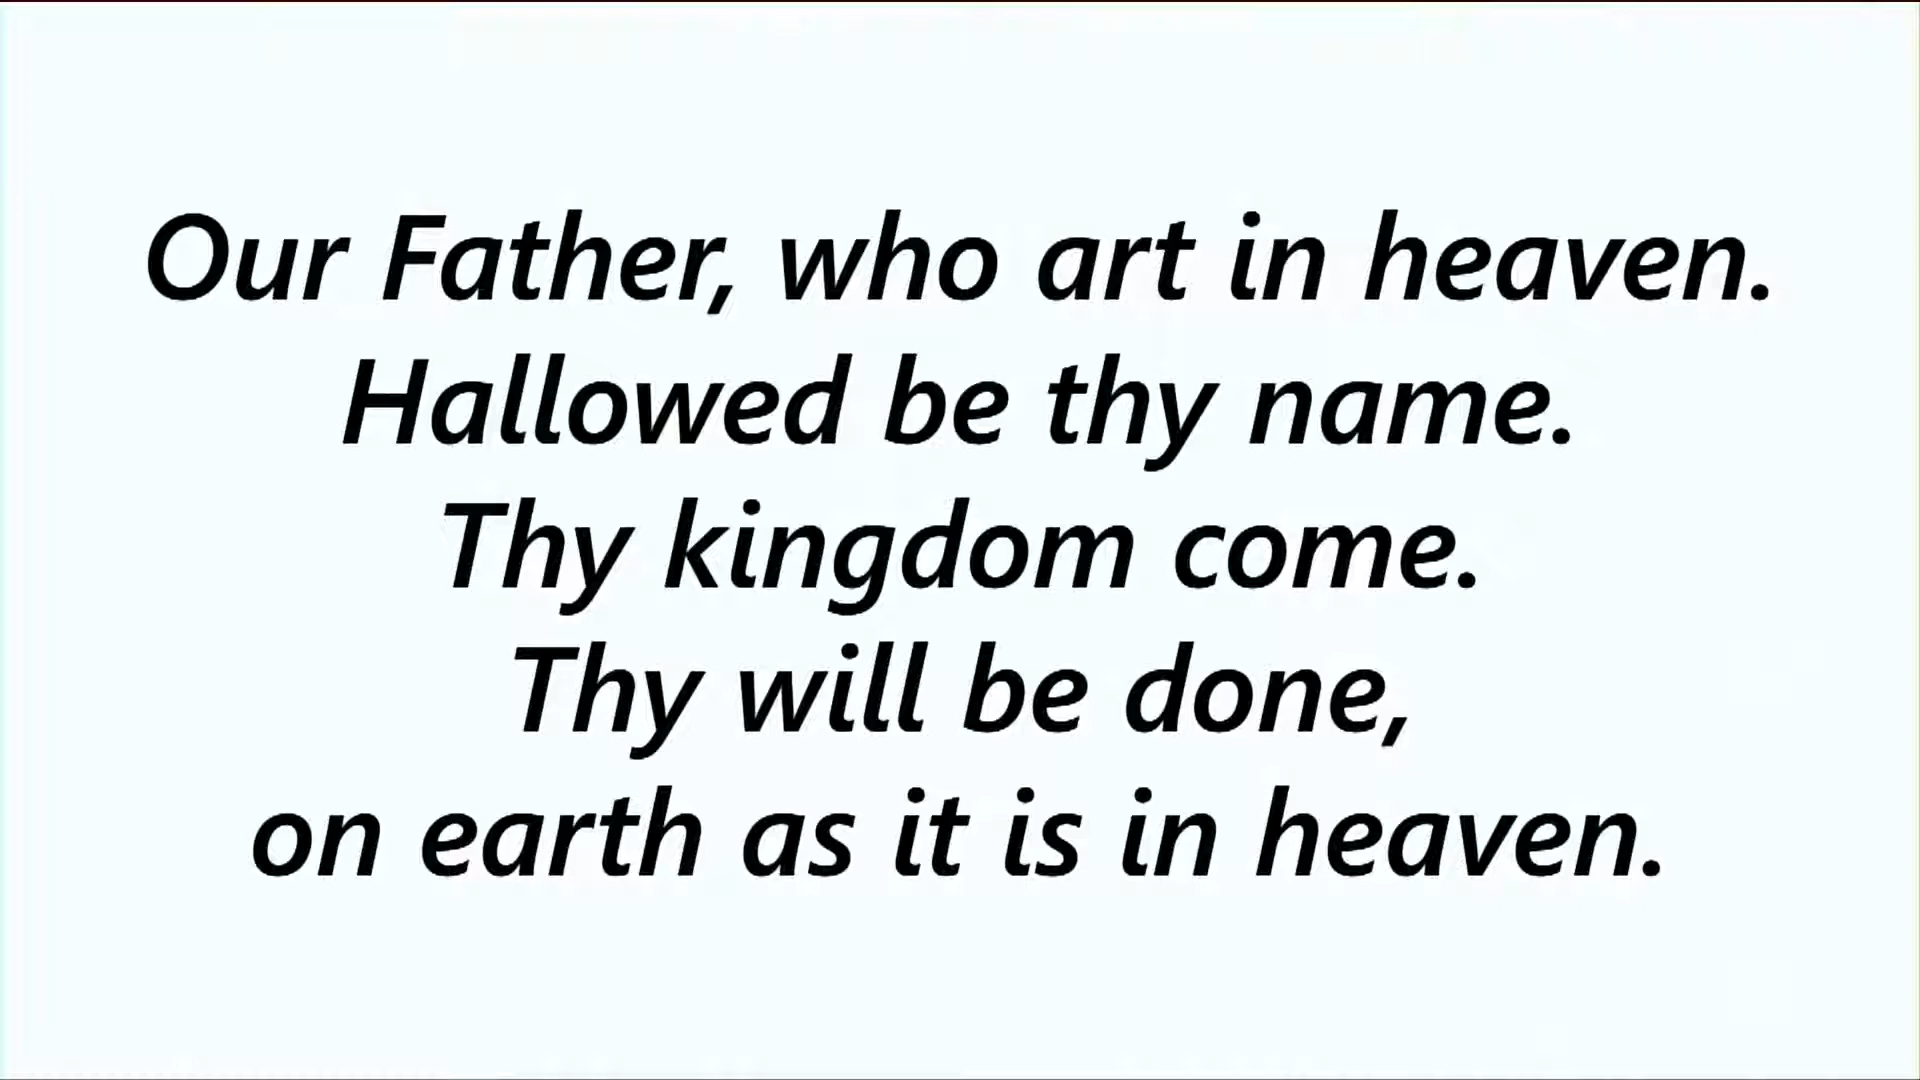 Our Father, who art in heaven.
Hallowed be thy name.
Thy kingdom come.
Thy will be done,
on earth as it is in heaven.